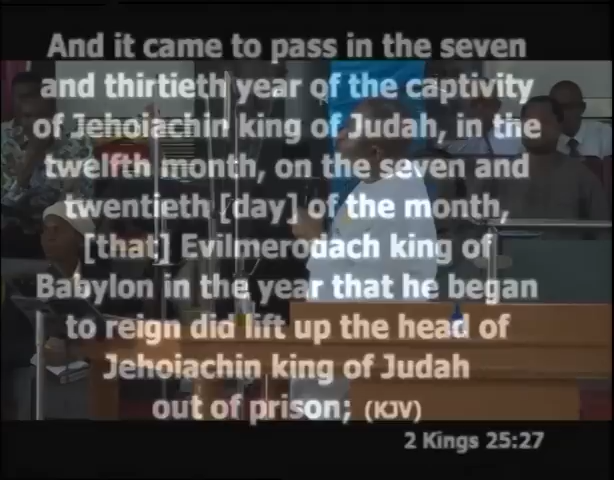 And it came to pass in the seven
and thirtieth year of the captivity
of Jehoiachin king of Judah, in the
twelfth month, on the seven and
twentieth [day] of the month,
[that] Evilmerodach king of
Babylon in the year that he began
to reign did lift up the head of
Jehoiachin king of Judah
out of prison; (KJV)
2 Kings 25:27